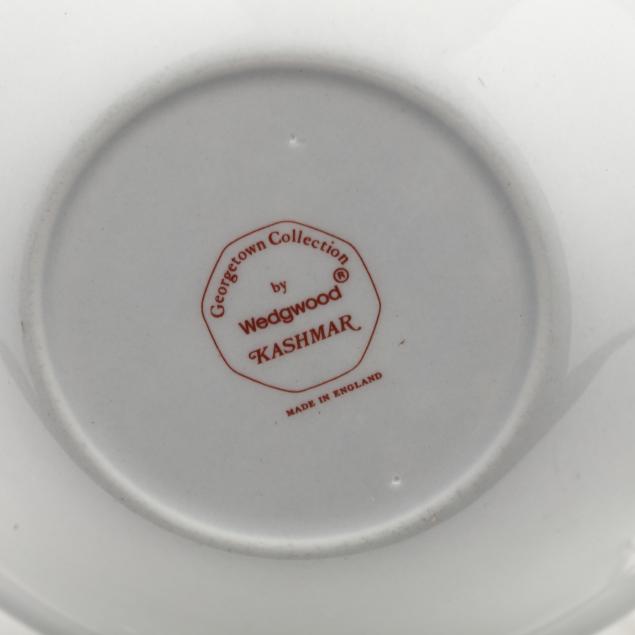 Georgetown Collection
by
Wedgwood®
KASHMAR
MADE IN ENGLAND